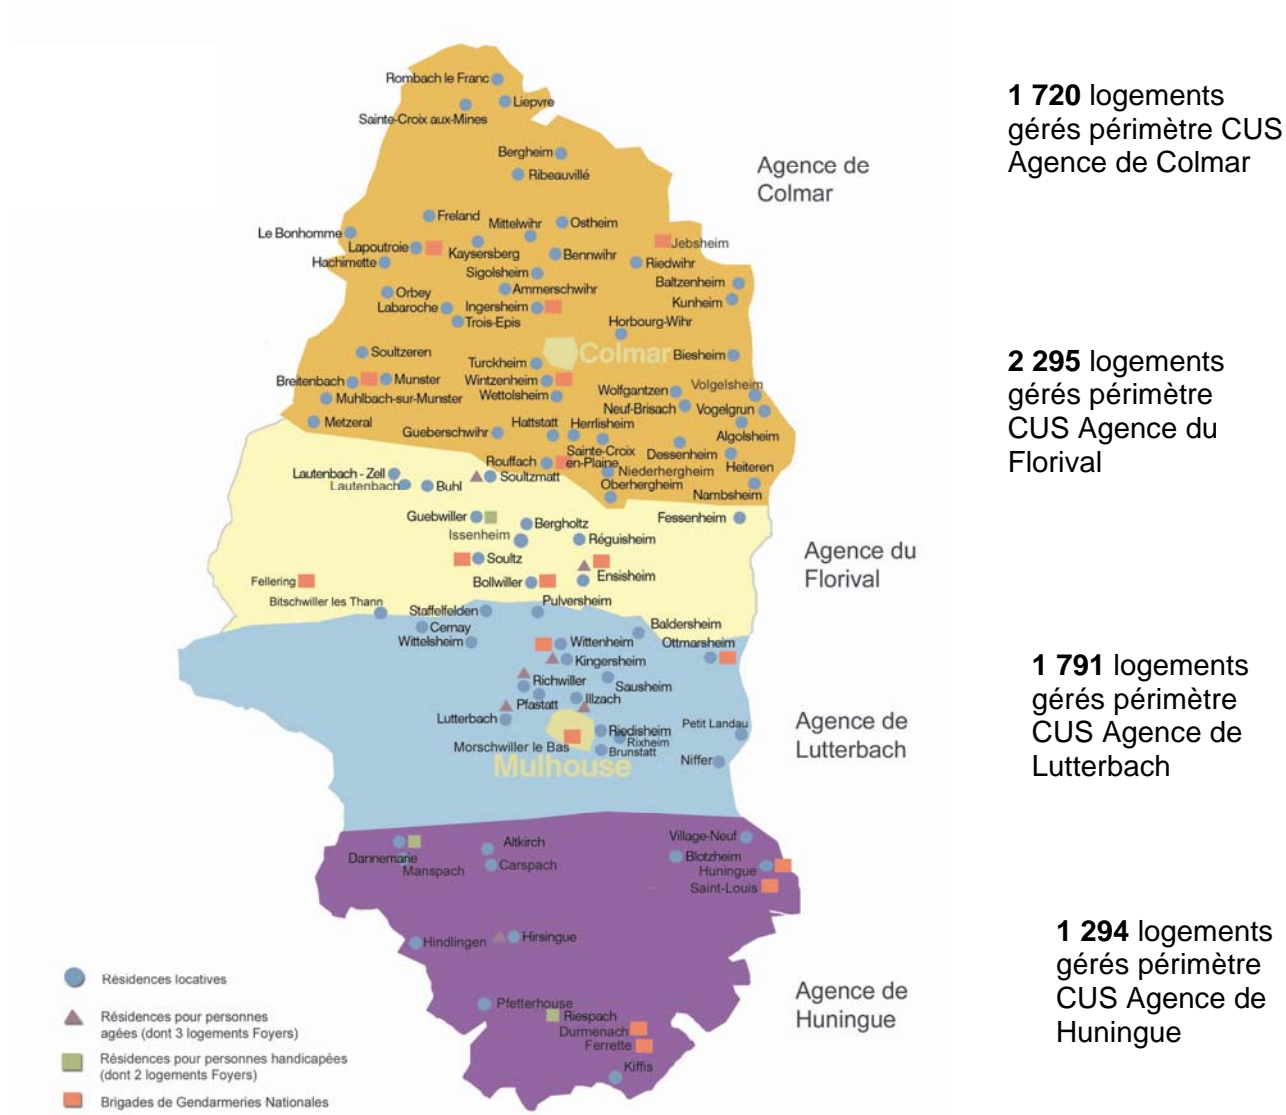 Rombach le Franc
Liepvre
Sainte-Croix aux-Mines
Bergheim
Ribeauvillé
Agence de
Colmar
1 720 logements
gérés périmètre CUS
Agence de Colmar
Freland
Mittelwihr
Ostheim
Le Bonhomme
Lapoutroie
Kaysersberg
Bennwihr
Jebsheim
Hachimette
Riedwihr
Sigolsheim
Baltzenheim
Orbey
Ammerschwihr
Kunheim
Labaroche
Ingersheim
Trois-Epis
Horbourg-Wihr
Soultzeren
Colmar
Biesheim
Turckheim
Breitenbach
Munster
Wintzenheim
Wolfgantzen
Volgelsheim
Muhlbach-sur-Munster
Wettolsheim
Neuf-Brisach
Vogelgrun
Metzeral
Gueberschwihr
Hattstatt
Herrlisheim
Algolsheim
Sainte-Croix
en-Plaine
Dessenheim
Rouffach
Heiteren
Niederhergheim
Oberhergheim
Nambsheim
2 295 logements
gérés périmètre
CUS Agence du
Florival
Lautenbach - Zell
Lautenbach
Buhl
Soultzmatt
Guebwiller
Bergholtz
Fessenheim
Issenheim
Réguisheim
Agence du
Florival
Soultz
Fellering
Bollwiller
Ensisheim
Bitschwiller les Thann
Staffelfelden
Pulversheim
Cernay
Baldersheim
Wittelsheim
Wittenheim
Ottmarsheim
Kingersheim
Richwiller
Sausheim
Pfastatt
Illzach
Lutterbach
Riedisheim
Petit Landau
Rixheim
Morschwiller le Bas
Brunstatt
Niffer
Mulhouse
Agence de
Lutterbach
1 791 logements
gérés périmètre
CUS Agence de
Lutterbach
Village-Neuf
Altkirch
Dannemarie
Manspach
Carspach
Blotzheim
Huningue
Saint-Louis
Hindlingen
Hirsingue
Pfetterhouse
Riespach
Durmenach
Ferrette
Kiffis
Agence de
Huningue
1 294 logements
gérés périmètre
CUS Agence de
Huningue
Résidences locatives
Résidences pour personnes
agées (dont 3 logements Foyers)
Résidences pour personnes handicapées
(dont 2 logements Foyers)
Brigades de Gendarmeries Nationales